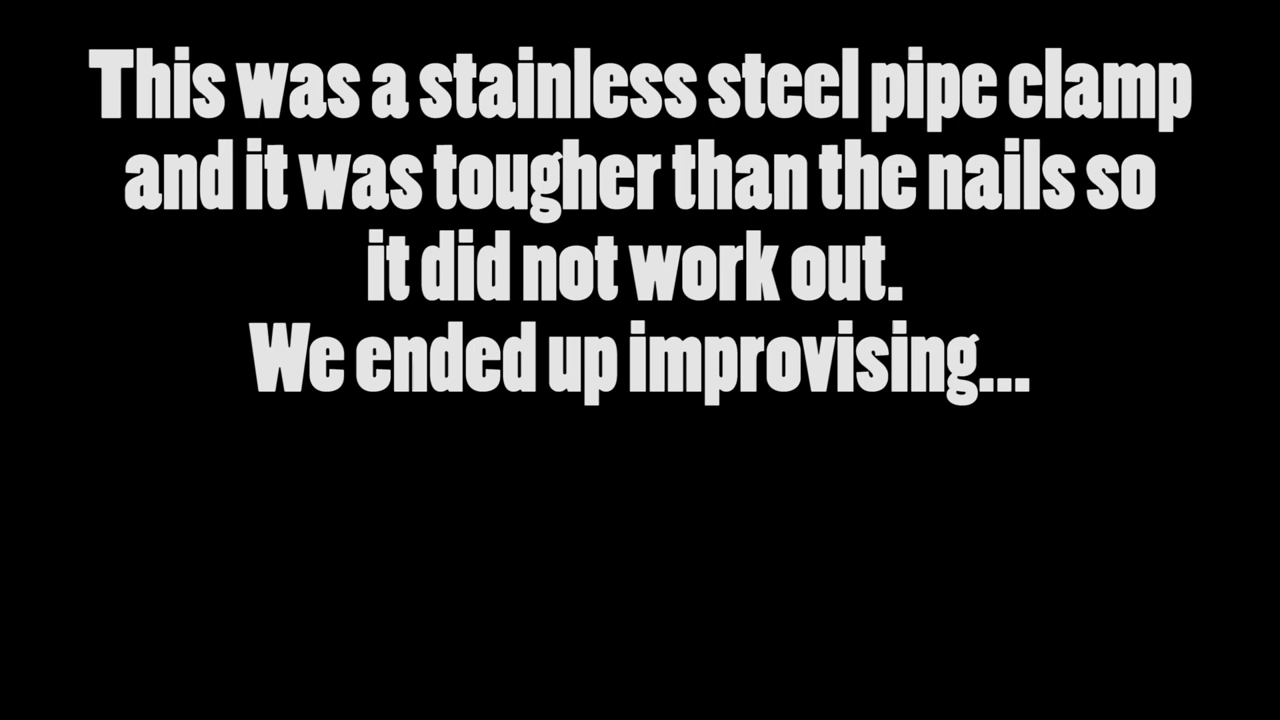 This was a stainless steel pipe clamp
and it was tougher than the nails so
it did not work out.
We ended up improvising...